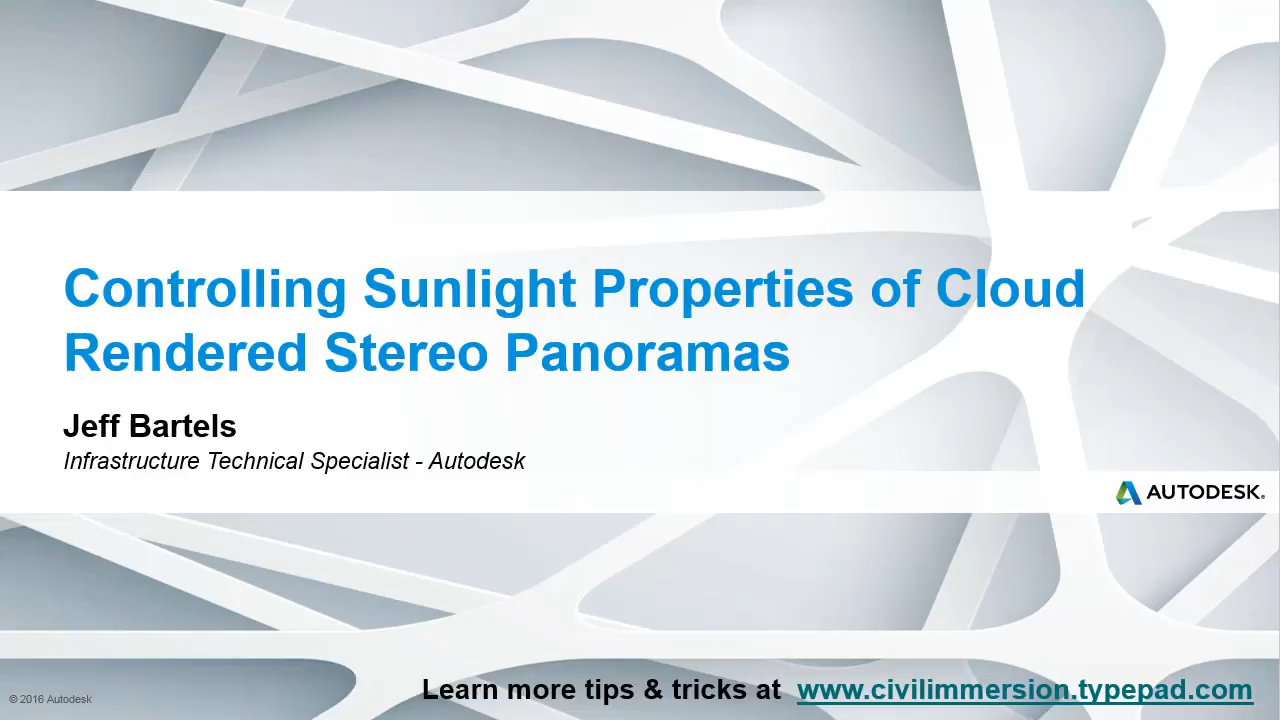 Controlling Sunlight Properties of Cloud
Rendered Stereo Panoramas
Jeff Bartels
Infrastructure Technical Specialist - Autodesk
AUTODESK.
Learn more tips & tricks at www.civilimmersion.typepad.com
© 2016 Autodesk